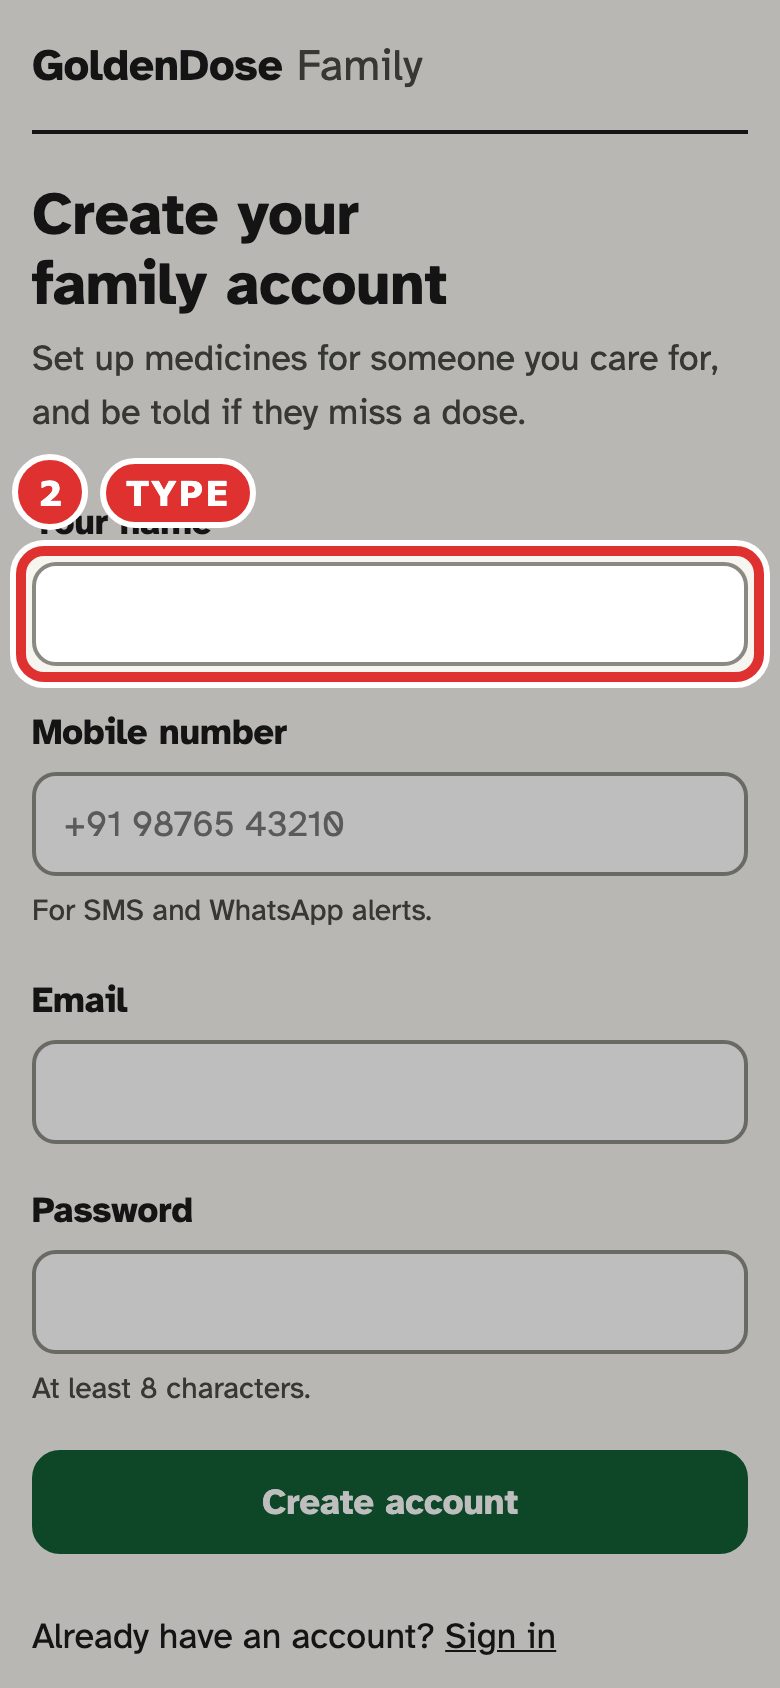 GoldenDose Family
Create your
family account
Set up medicines for someone you care for,
and be told if they miss a dose.
2 TYPE
Your name
Mobile number
+91 98765 43210
For SMS and WhatsApp alerts.
Email
Password
At least 8 characters.
Create account
Already have an account? Sign in